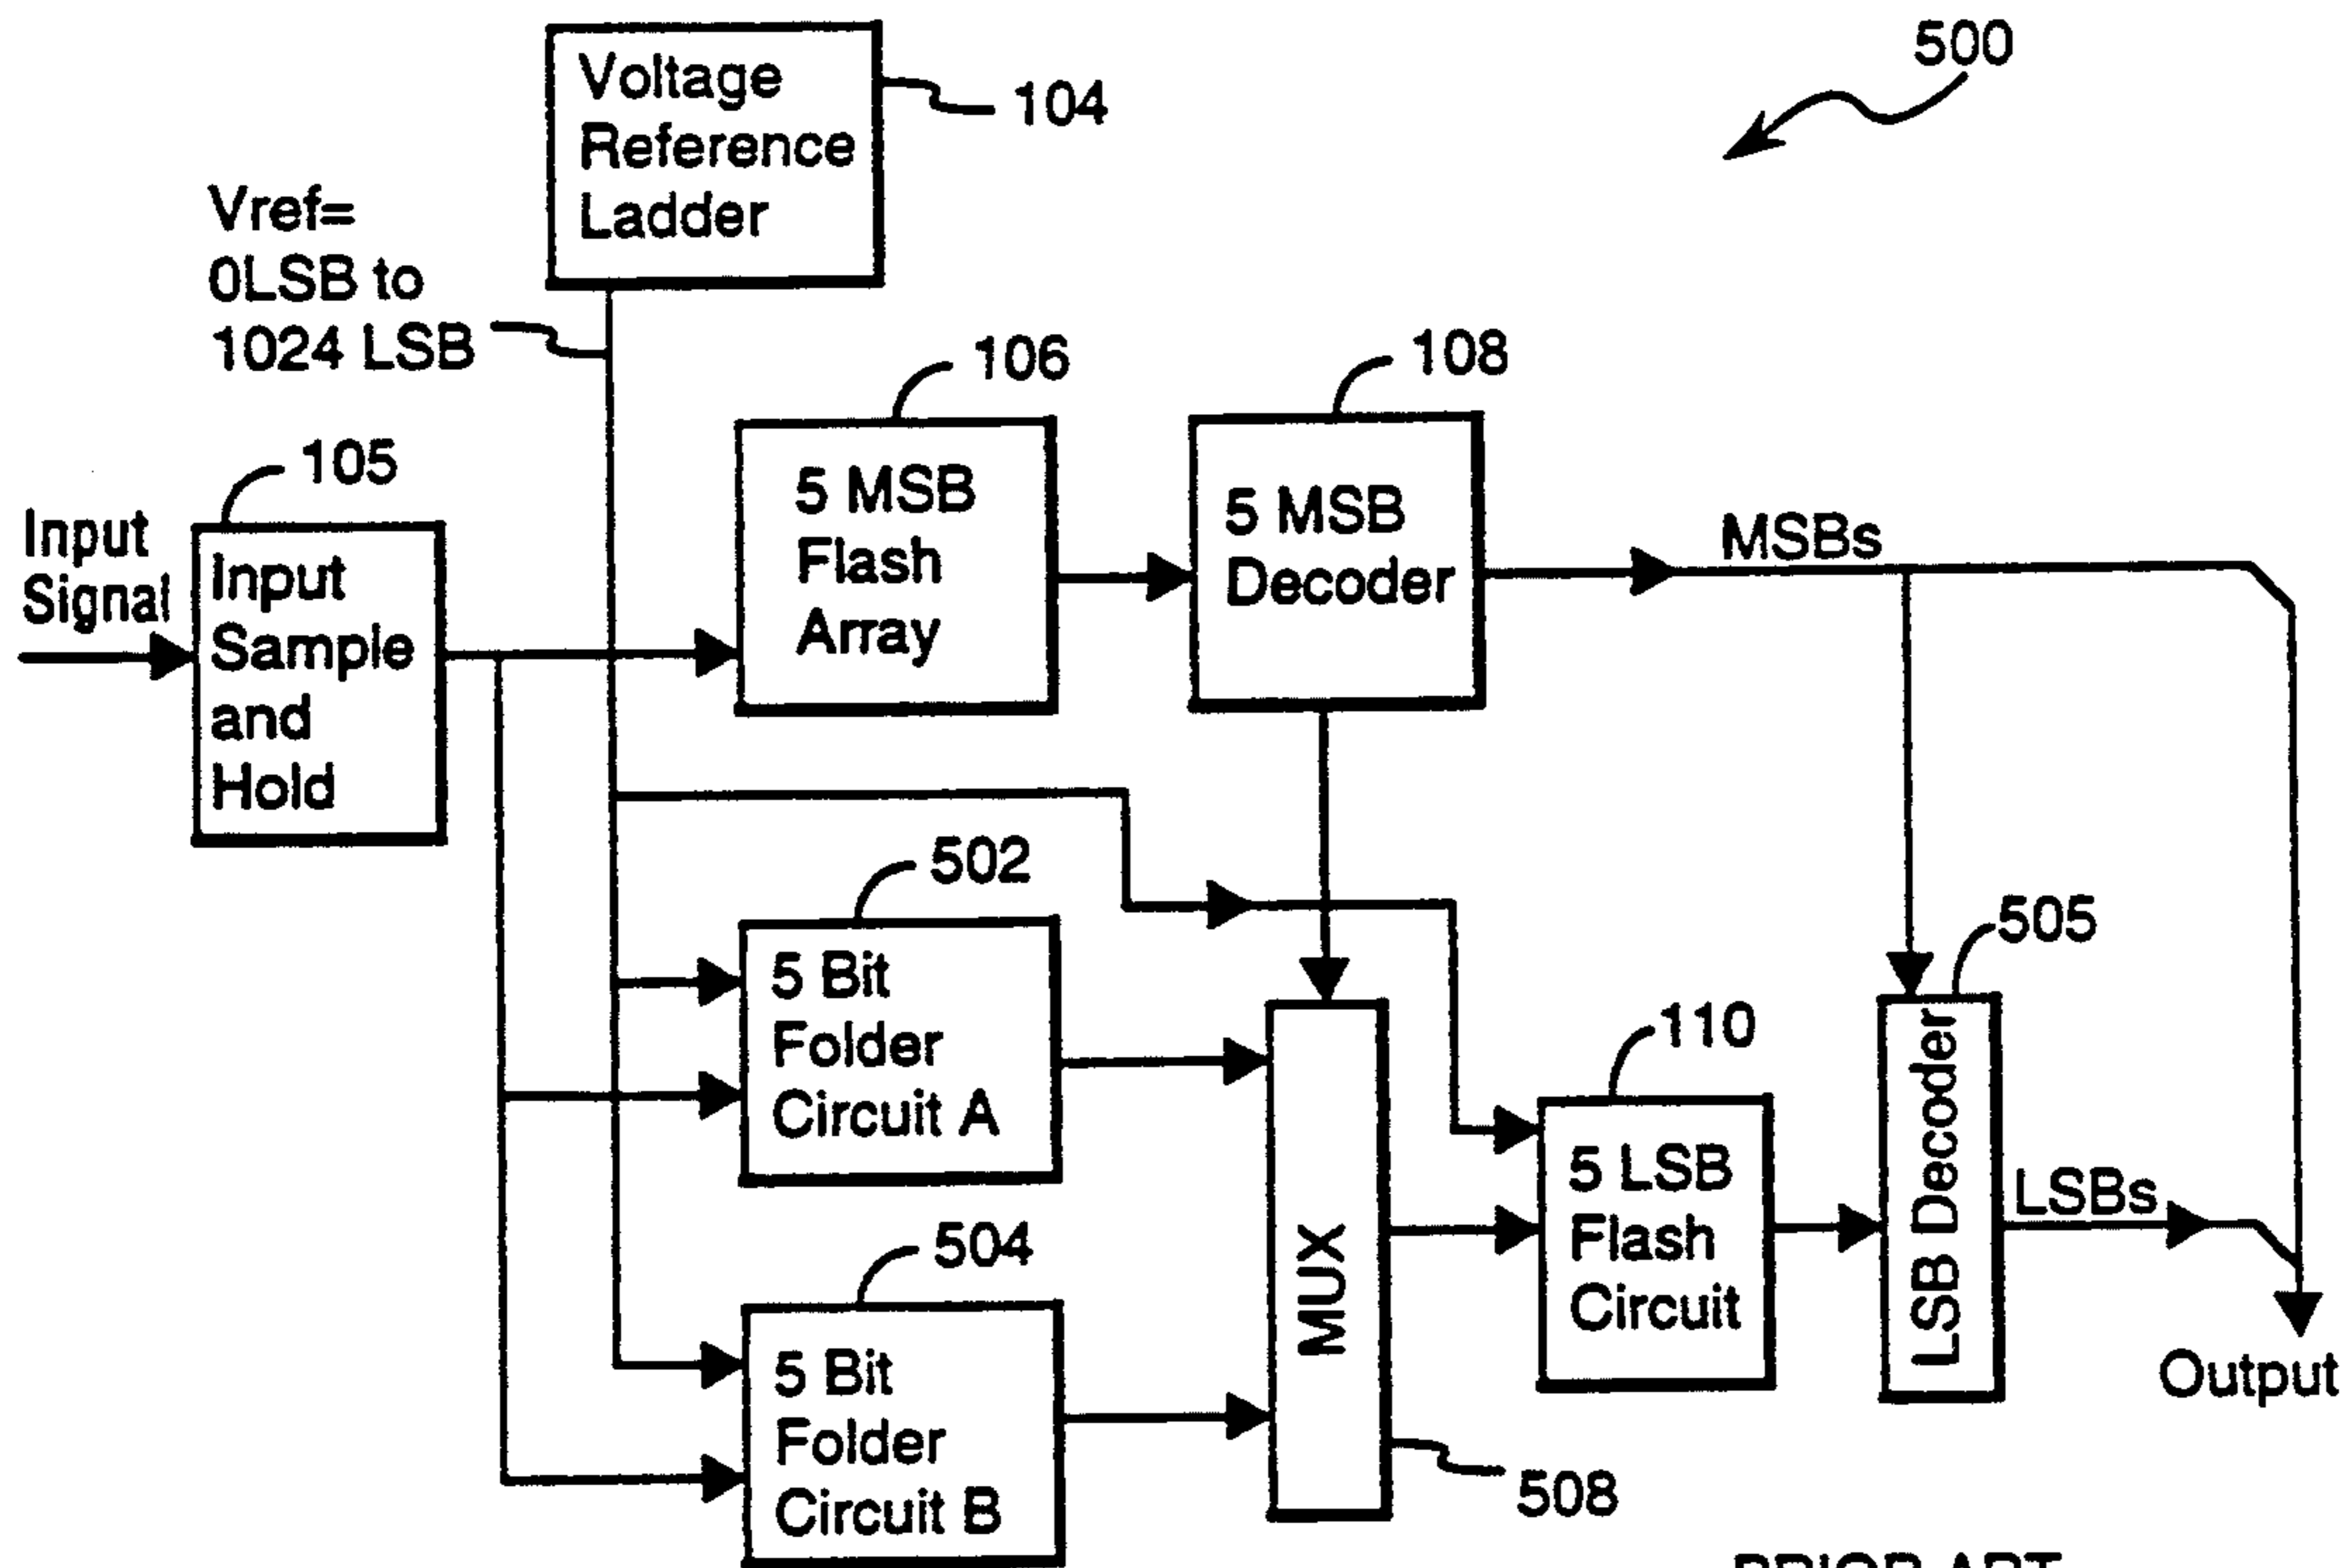 500
Voltage
Reference
Ladder
104
Vref=
0LSB to
1024 LSB
106
108
105
Input
Signal
Input
Sample
and
Hold
5 MSB
Flash
Array
5 MSB
Decoder
MSBs
502
505
5 Bit
Folder
Circuit A
110
504
MUX
5 LSB
Flash
Circuit
LSB Decoder
LSBs
5 Bit
Folder
Circuit B
508
Output
PRIOR ART